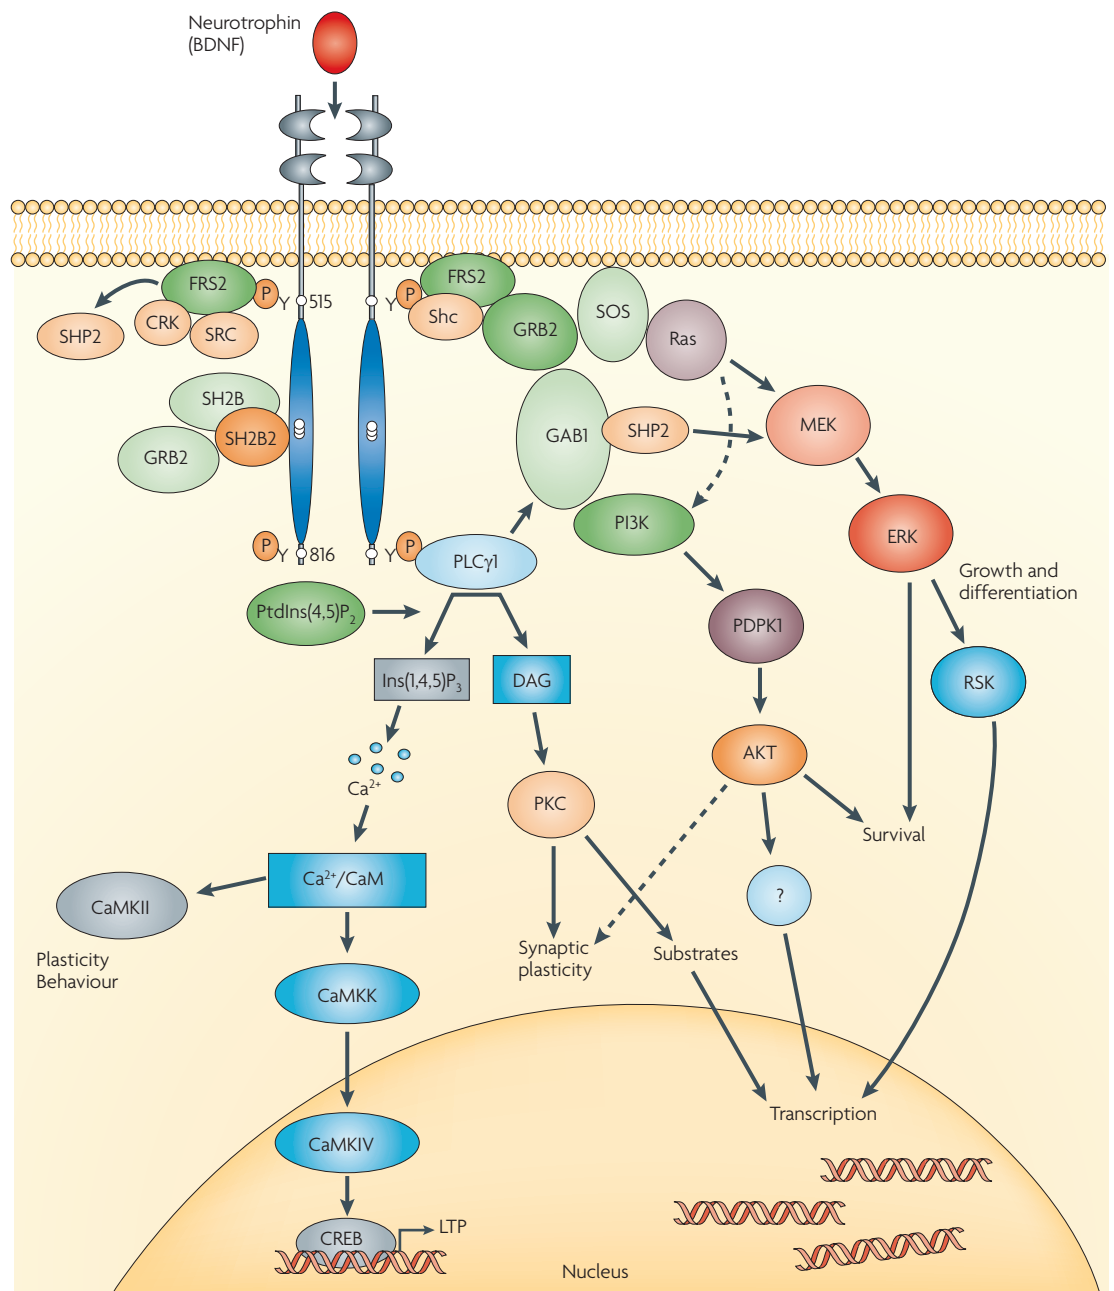 Neurotrophin
(BDNF)
FRS2
P
Y
515
Y
P
FRS2
Shc
GRB2
SOS
Ras
SHP2
CRK
SRC
SH2B
SH2B2
GRB2
GAB1
SHP2
MEK
PI3K
ERK
P
Y
816
Y
P
PLCγ1
Growth and
differentiation
PtdIns(4,5)P₂
PDPK1
Ins(1,4,5)P₃
DAG
RSK
AKT
Ca²⁺
PKC
Survival
Ca²⁺/CaM
CaMKII
?
Plasticity
Behaviour
Synaptic
plasticity
Substrates
CaMKK
Transcription
CaMKIV
CREB
LTP
Nucleus